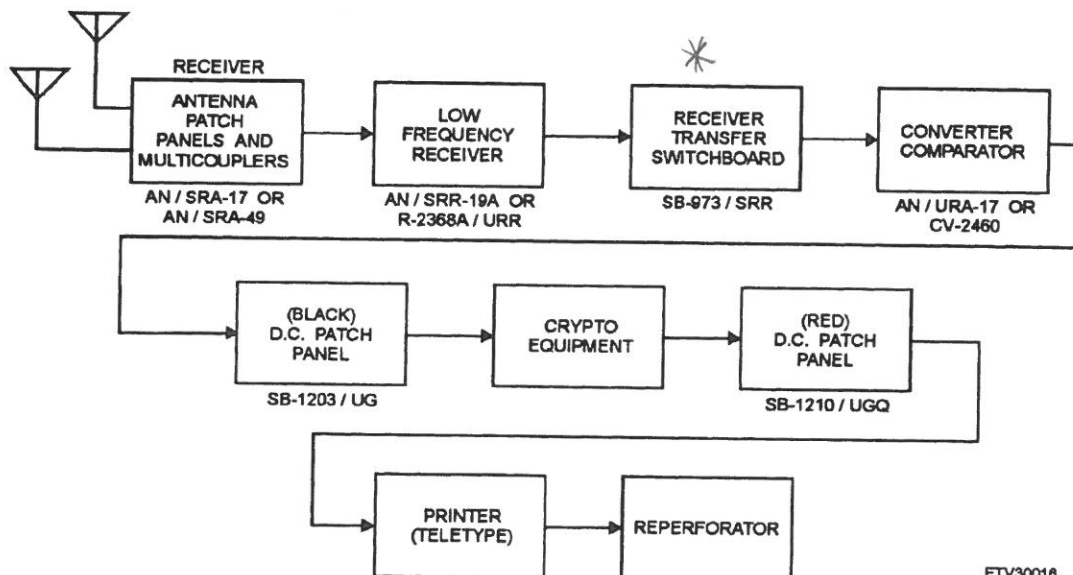 RECEIVER
ANTENNA
PATCH
PANELS AND
MULTICOUPLERS
AN / SRA-17 OR
AN / SRA-49
LOW
FREQUENCY
RECEIVER
AN / SRR-19A OR
R-2368A / URR
RECEIVER
TRANSFER
SWITCHBOARD
SB-973 / SRR
CONVERTER
COMPARATOR
AN / URA-17 OR
CV-2460
(BLACK)
D.C. PATCH
PANEL
SB-1203 / UG
CRYPTO
EQUIPMENT
(RED)
D.C. PATCH
PANEL
SB-1210 / UGQ
PRINTER
(TELETYPE)
REPERFORATOR
ETV30016